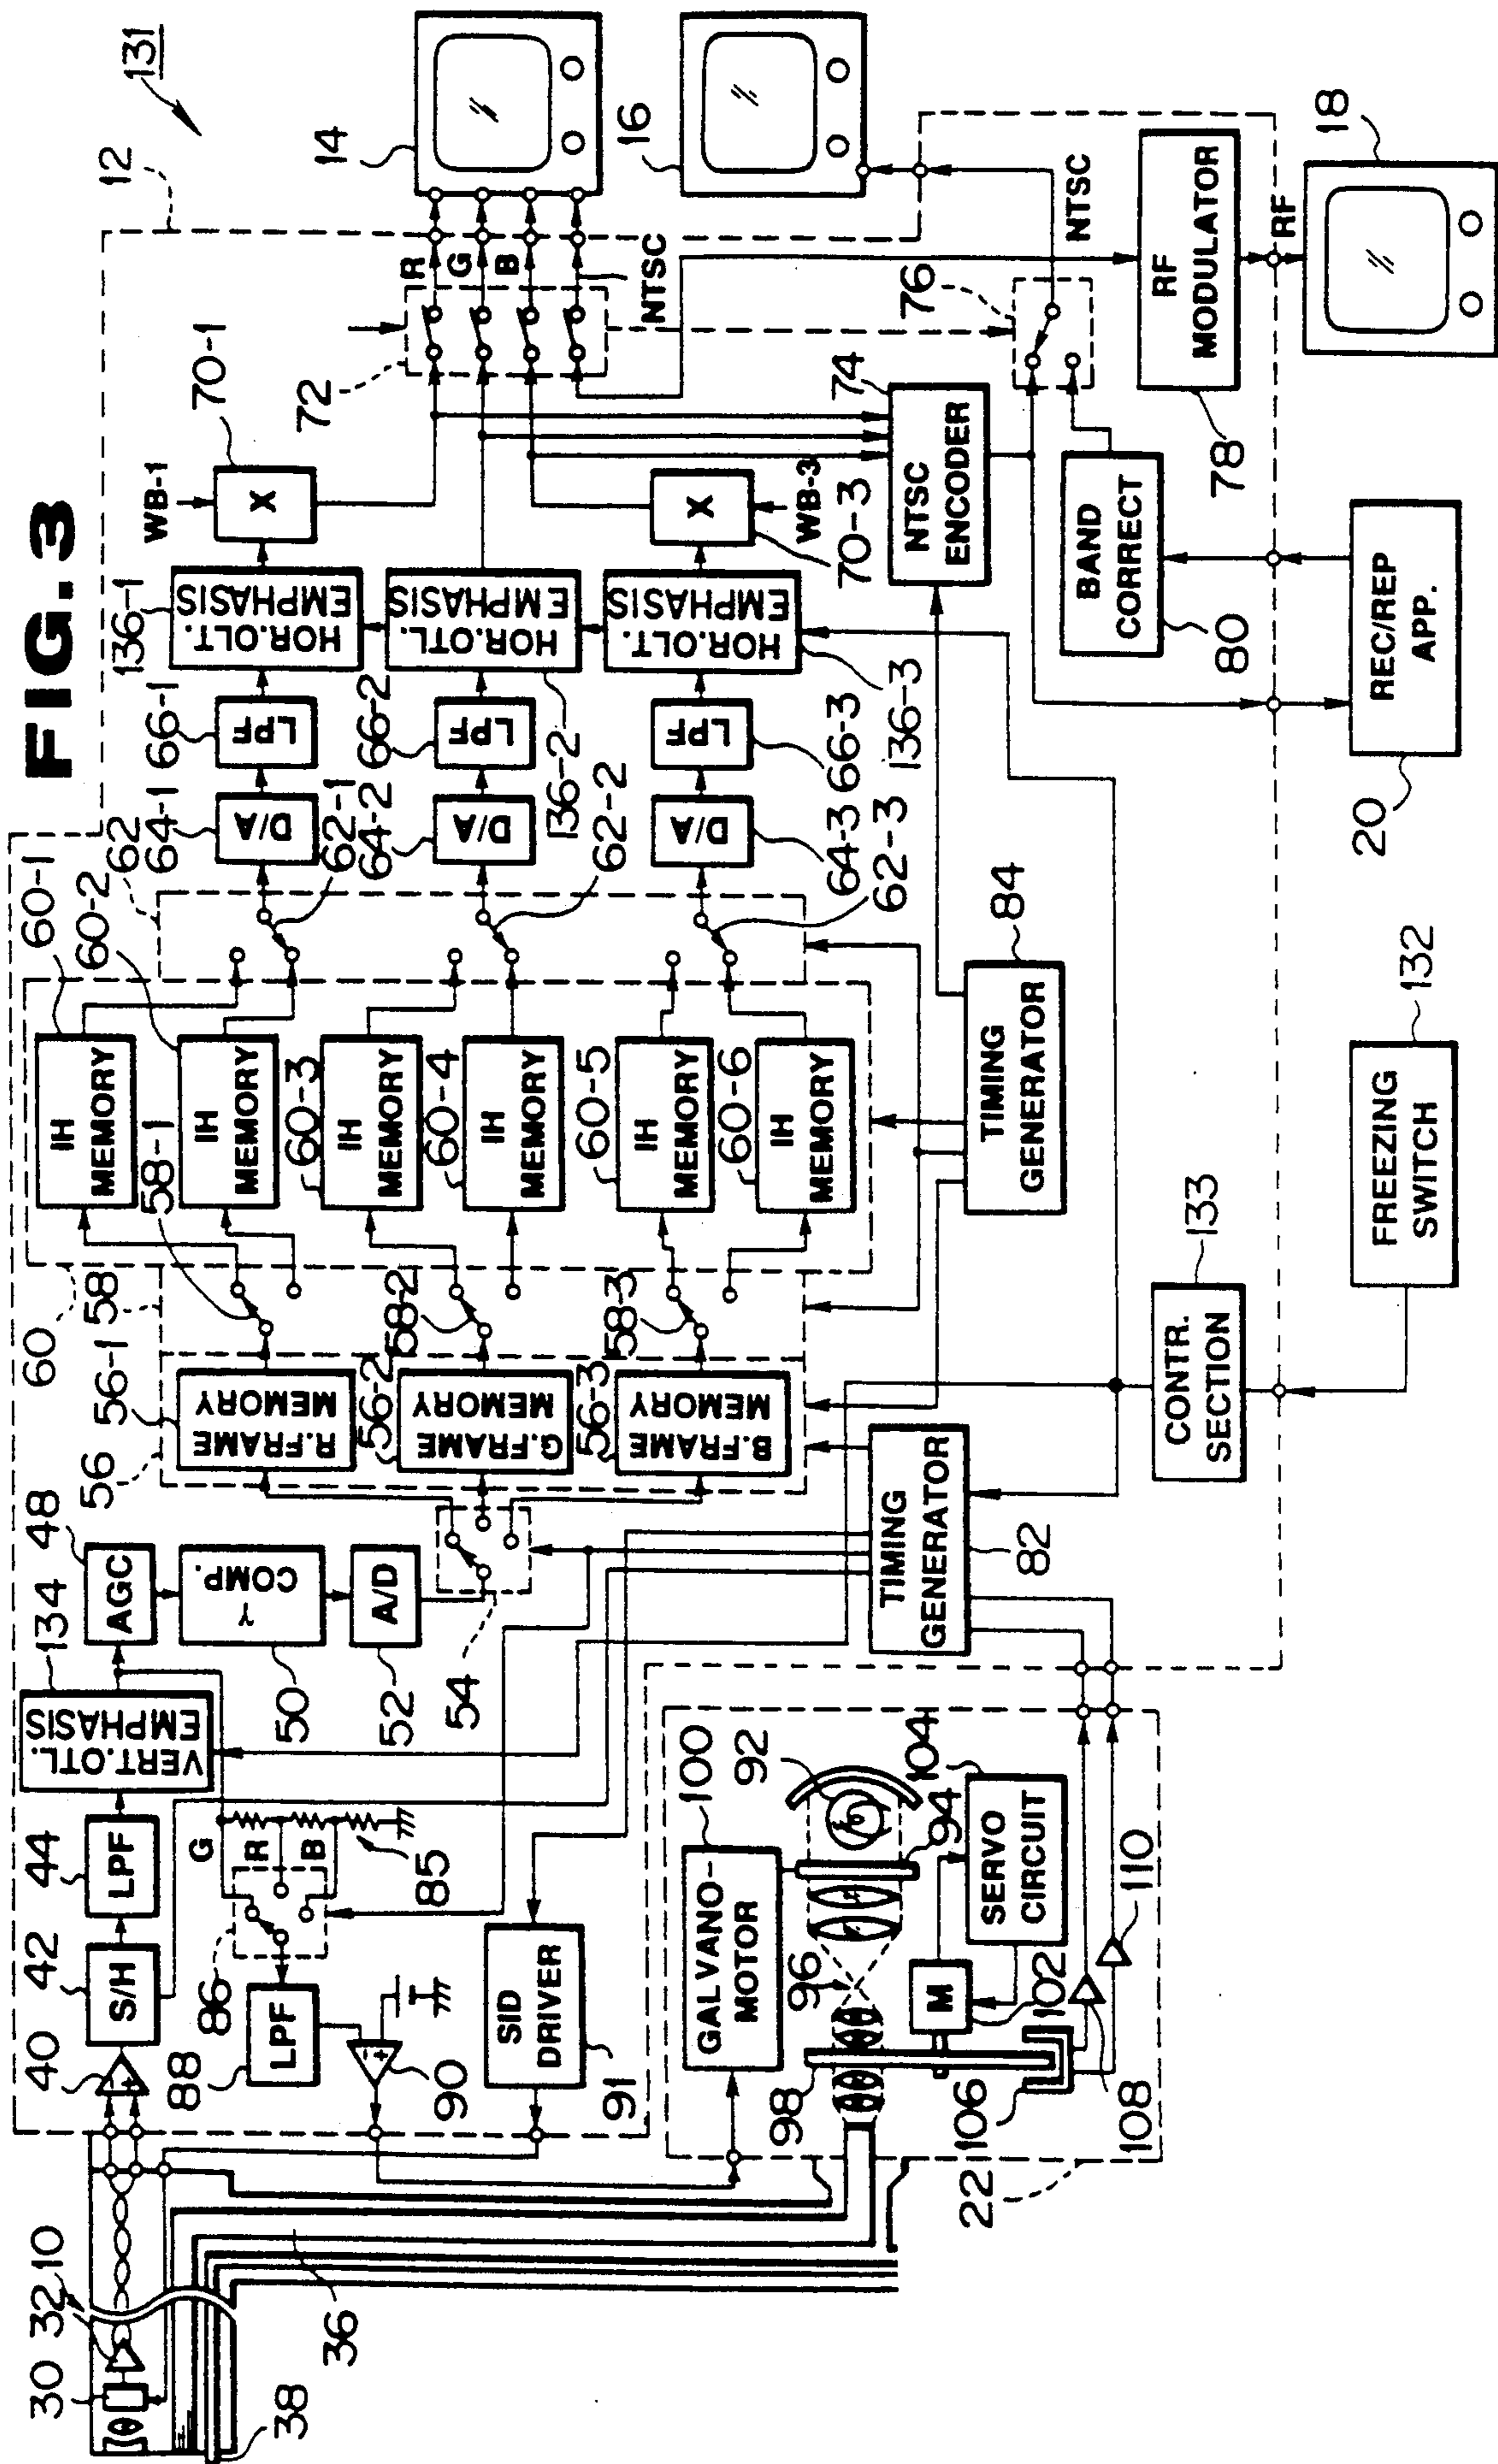 FIG.3
131
12
14
16
18
R
G
B
NTSC
72
70-1
WB-1
X
136-1
HOR.OLT.
EMPHASIS
66-1
LPF
64-1
D/A
62
62-1
60-1
60-2
IH
MEMORY
IH
MEMORY
60-3
IH
MEMORY
60-4
IH
MEMORY
60-5
IH
MEMORY
60-6
IH
MEMORY
60
58
58-1
58-2
58-3
56
56-1
R.FRAME
MEMORY
56-2
G.FRAME
MEMORY
56-3
B.FRAME
MEMORY
64-2
D/A
66-2
LPF
136-2
HOR.OTL.
EMPHASIS
62-2
62-3
64-3
D/A
66-3
LPF
136-3
HOR.OLT.
EMPHASIS
X
WB-3
70-3
74
NTSC
ENCODER
76
NTSC
RF
MODULATOR
78
RF
BAND
CORRECT
80
REC/REP
APP.
20
84
TIMING
GENERATOR
132
FREEZING
SWITCH
133
CONTR.
SECTION
TIMING
GENERATOR
82
134
VERT.OTL.
EMPHASIS
48
AGC
γ
COMP.
50
A/D
52
54
44
LPF
42
S/H
40
G
R
B
85
86
LPF
88
90
SID
DRIVER
91
30
32
10
36
38
100
GALVANO-
MOTOR
92
94
96
98
104
SERVO
CIRCUIT
M
102
106
108
110
22